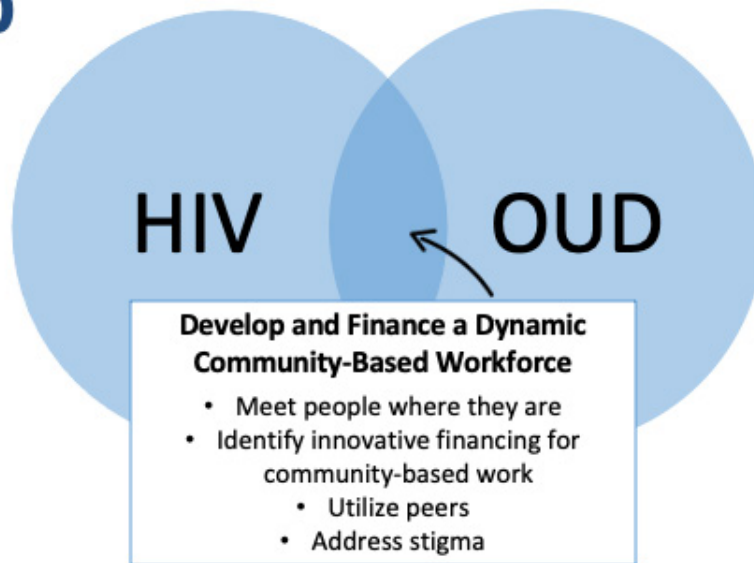 HIV
OUD
Develop and Finance a Dynamic
Community-Based Workforce
• Meet people where they are
• Identify innovative financing for
community-based work
• Utilize peers
• Address stigma